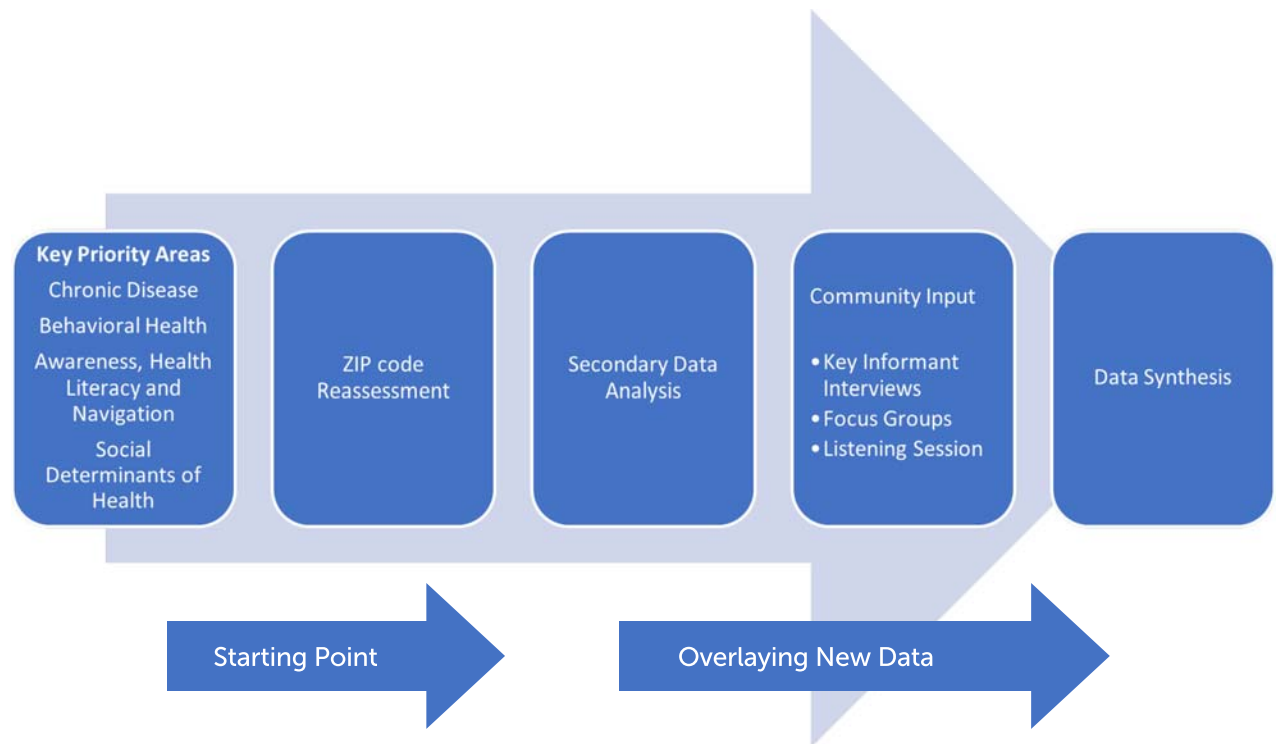 Key Priority Areas
Chronic Disease
Behavioral Health
Awareness, Health
Literacy and
Navigation
Social
Determinants of
Health
ZIP code
Reassessment
Secondary Data
Analysis
Community Input
•Key Informant
Interviews
•Focus Groups
•Listening Session
Data Synthesis
Starting Point
Overlaying New Data